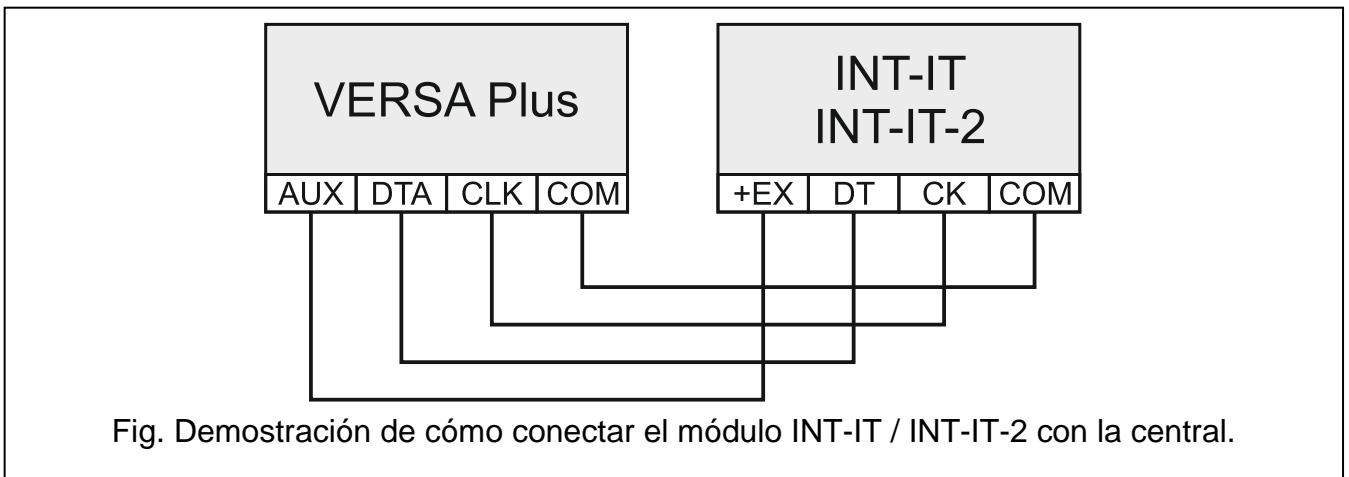 VERSA Plus
AUX DTA CLK COM
INT-IT
INT-IT-2
+EX DT CK COM
Fig. Demostración de cómo conectar el módulo INT-IT / INT-IT-2 con la central.